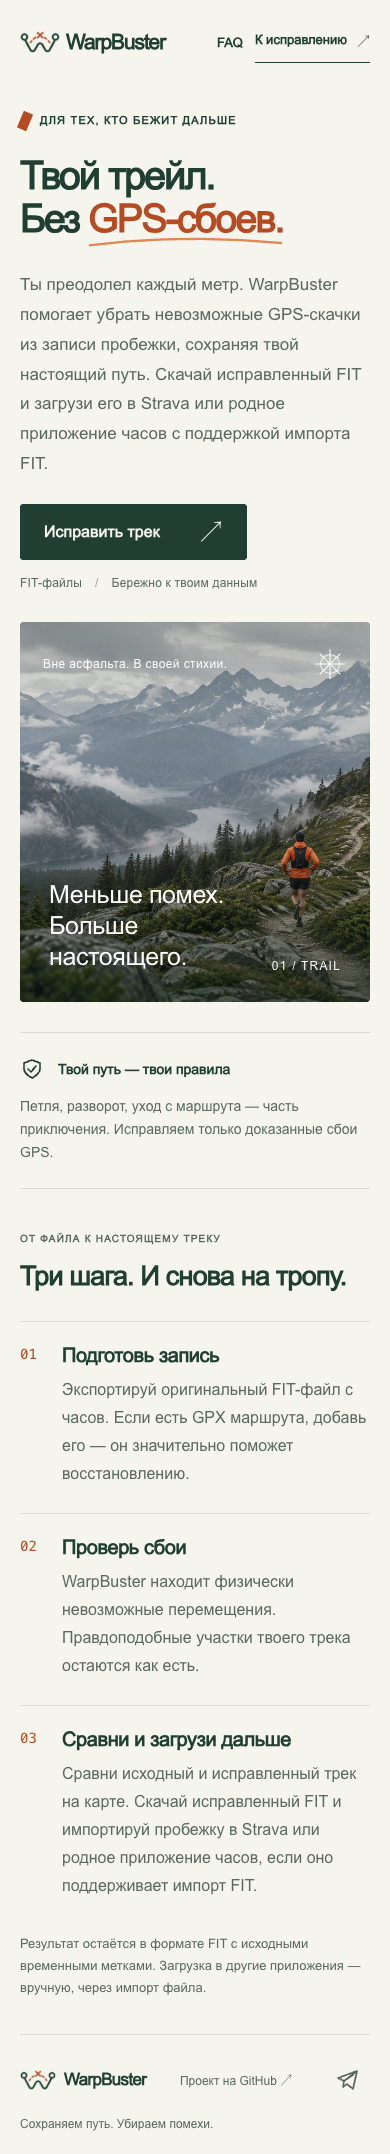 WarpBuster
FAQ
К исправлению ↗
ДЛЯ ТЕХ, КТО БЕЖИТ ДАЛЬШЕ
Твой трейл.
Без GPS-сбоев.
Ты преодолел каждый метр. WarpBuster
помогает убрать невозможные GPS-скачки
из записи пробежки, сохраняя твой
настоящий путь. Скачай исправленный FIT
и загрузи его в Strava или родное
приложение часов с поддержкой импорта
FIT.
Исправить трек ↗
FIT-файлы / Бережно к твоим данным
Вне асфальта. В своей стихии.
Меньше помех.
Больше
настоящего.
01 / TRAIL
Твой путь — твои правила
Петля, разворот, уход с маршрута — часть
приключения. Исправляем только доказанные сбои
GPS.
ОТ ФАЙЛА К НАСТОЯЩЕМУ ТРЕКУ
Три шага. И снова на тропу.
01
Подготовь запись
Экспортируй оригинальный FIT-файл с
часов. Если есть GPX маршрута, добавь
его — он значительно поможет
восстановлению.
02
Проверь сбои
WarpBuster находит физически
невозможные перемещения.
Правдоподобные участки твоего трека
остаются как есть.
03
Сравни и загрузи дальше
Сравни исходный и исправленный трек
на карте. Скачай исправленный FIT и
импортируй пробежку в Strava или
родное приложение часов, если оно
поддерживает импорт FIT.
Результат остаётся в формате FIT с исходными
временными метками. Загрузка в другие приложения —
вручную, через импорт файла.
WarpBuster
Проект на GitHub ↗
Сохраняем путь. Убираем помехи.